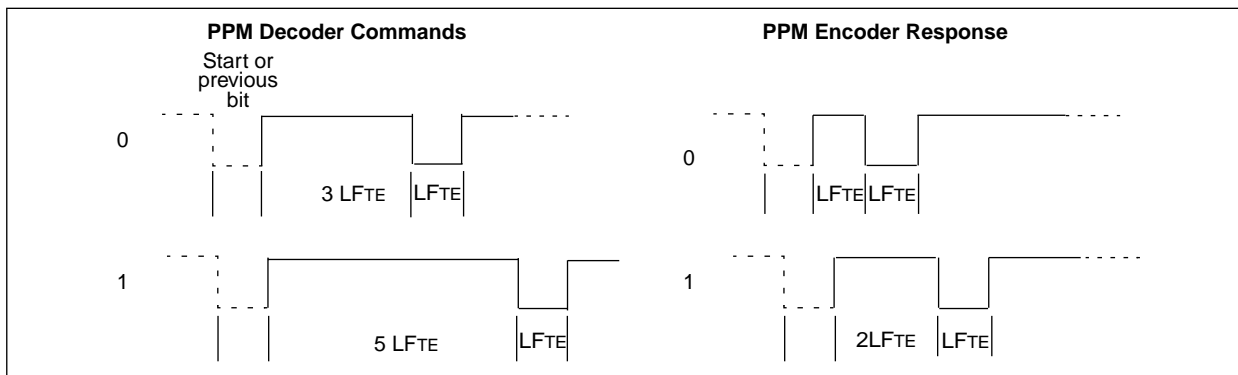 PPM Decoder Commands
PPM Encoder Response
Start or
previous
bit
0
3 LFTE
LFTE
0
LFTE
LFTE
1
5 LFTE
LFTE
1
2LFTE
LFTE